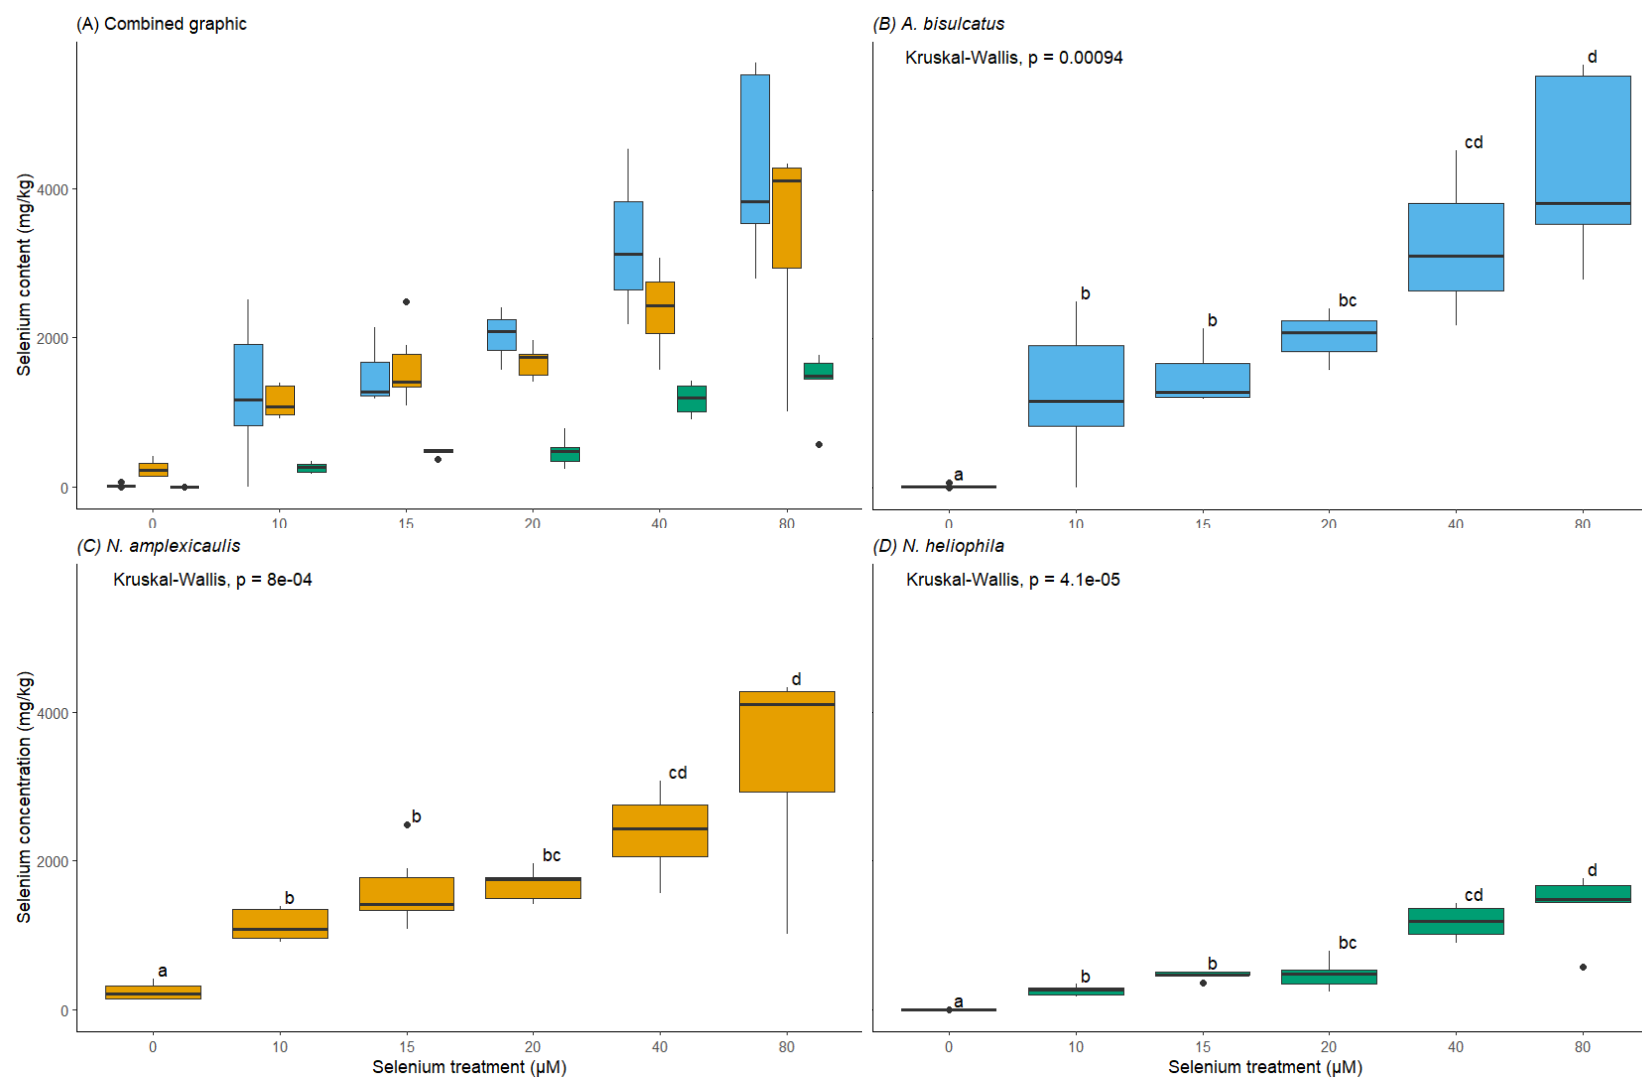 (A) Combined graphic
Selenium content (mg/kg)
4000
2000
0
0 10 15 20 40 80
(B) A. bisulcatus
Kruskal-Wallis, p = 0.00094
a b b bc cd d
0 10 15 20 40 80
(C) N. amplexicaulis
Kruskal-Wallis, p = 8e-04
Selenium concentration (mg/kg)
4000
2000
0
a b b bc cd d
0 10 15 20 40 80
Selenium treatment (µM)
(D) N. heliophila
Kruskal-Wallis, p = 4.1e-05
a b b bc cd d
0 10 15 20 40 80
Selenium treatment (µM)